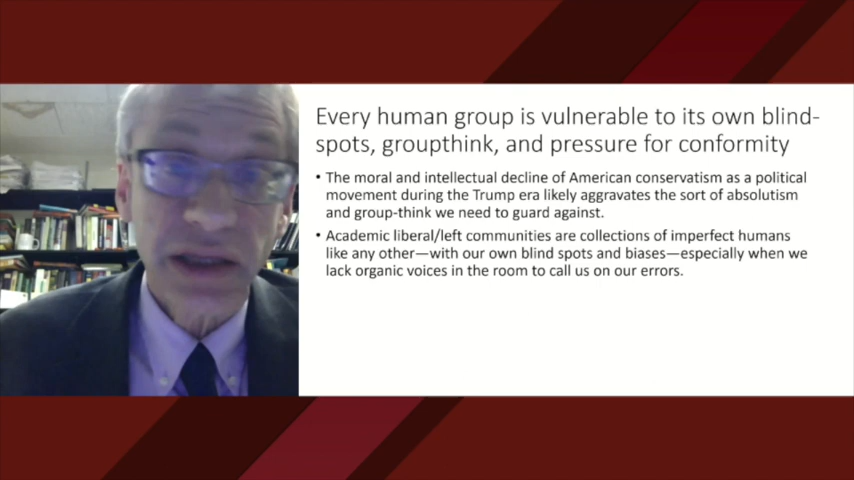 Every human group is vulnerable to its own blind-
spots, groupthink, and pressure for conformity
• The moral and intellectual decline of American conservatism as a political
movement during the Trump era likely aggravates the sort of absolutism
and group-think we need to guard against.
• Academic liberal/left communities are collections of imperfect humans
like any other—with our own blind spots and biases—especially when we
lack organic voices in the room to call us on our errors.